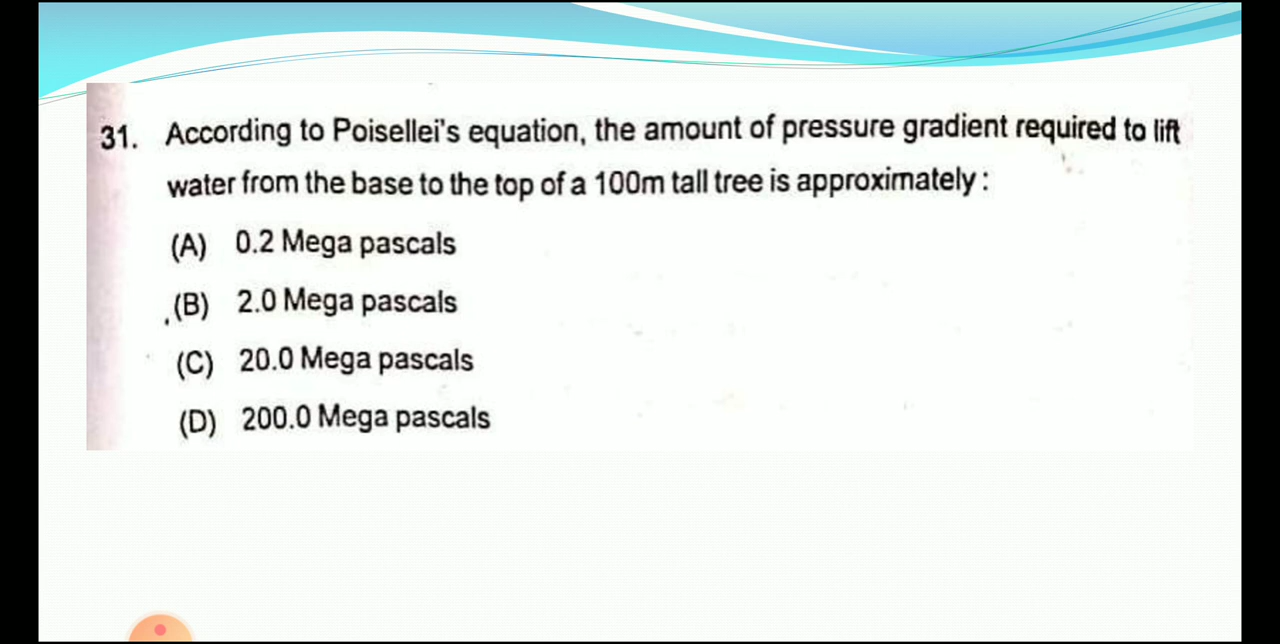 31. According to Poisellei's equation, the amount of pressure gradient required to lift
water from the base to the top of a 100m tall tree is approximately :
(A) 0.2 Mega pascals
(B) 2.0 Mega pascals
(C) 20.0 Mega pascals
(D) 200.0 Mega pascals